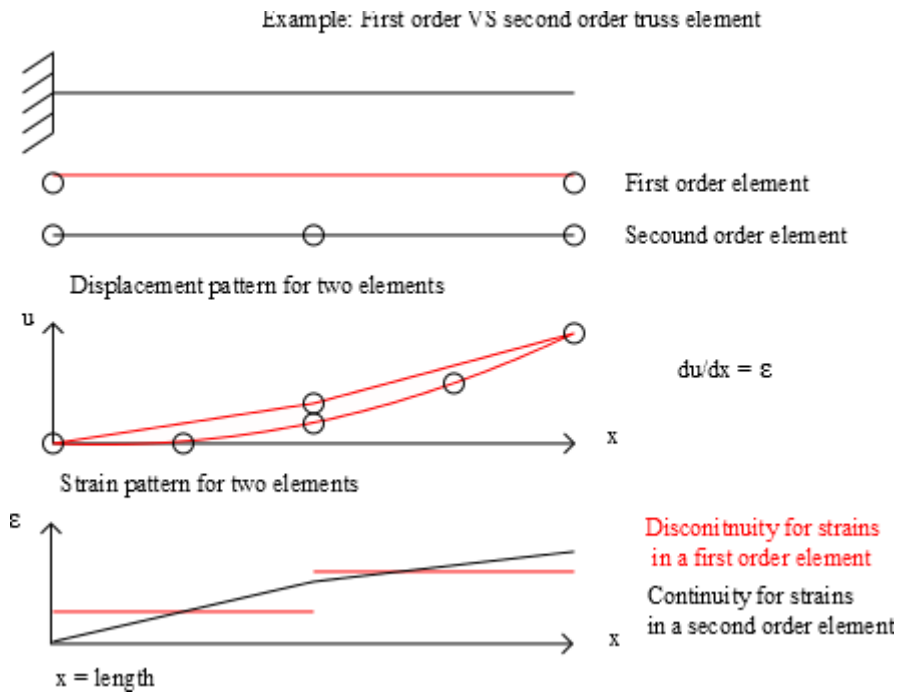 Example: First order VS second order truss element
First order element
Secound order element
Displacement pattern for two elements
u
du/dx = ε
x
Strain pattern for two elements
ε
Disconitnuity for strains
in a first order element
Continuity for strains
in a second order element
x
x = length